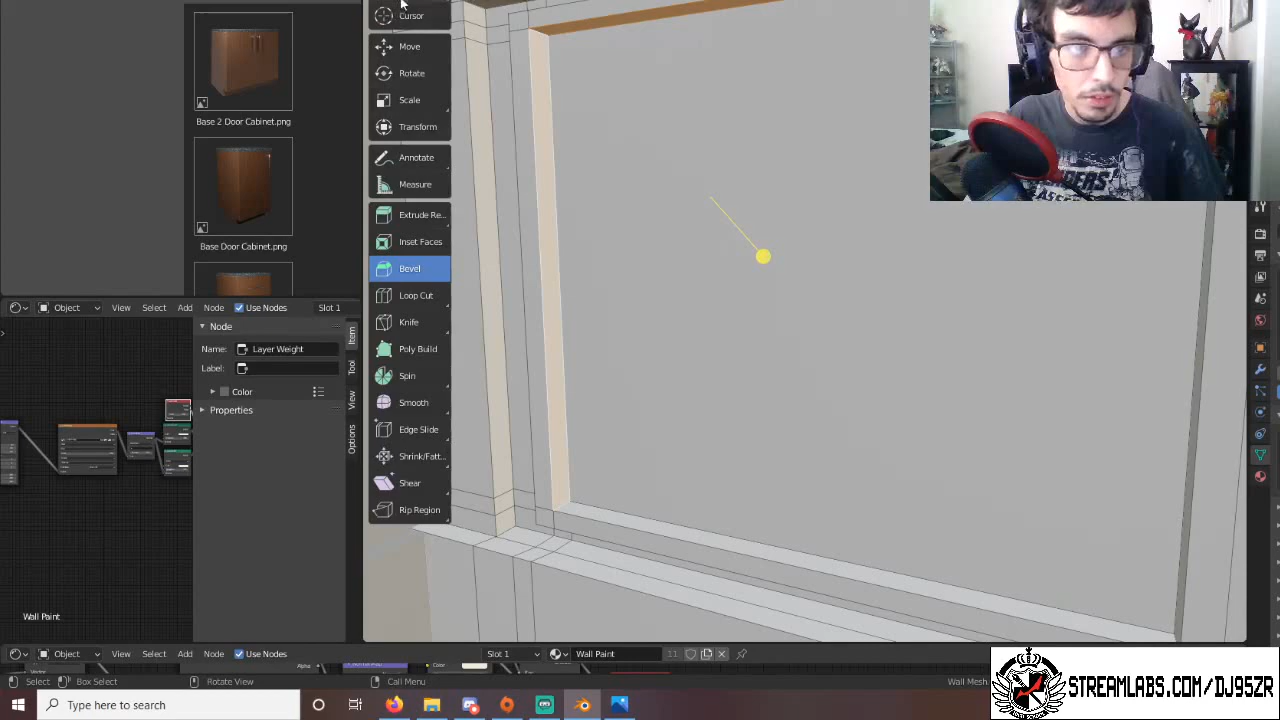 Cursor
Move
Rotate
Scale
Transform
Annotate
Measure
Extrude Re...
Inset Faces
Bevel
Loop Cut
Knife
Poly Build
Spin
Smooth
Edge Slide
Shrink/Fatt...
Shear
Rip Region
Base 2 Door Cabinet.png
Base Door Cabinet.png
Object View Select Add Node Use Nodes Slot 1
Node
Name: Layer Weight
Label:
Color
Properties
Item
Tool
View
Options
Wall Paint
Object View Select Add Node Use Nodes Slot 1 Wall Paint 11
Select Box Select Rotate View Call Menu Wall Mesh
STREAMLABS.COM/DJ95ZR
Type here to search